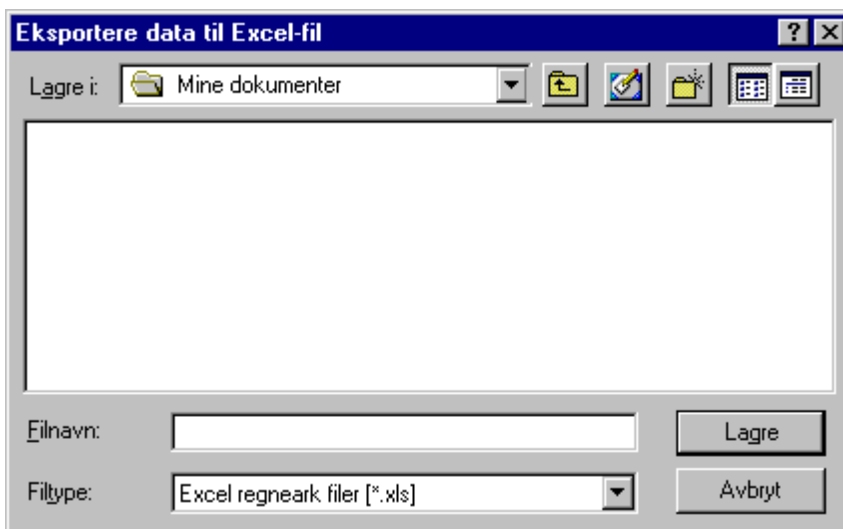 Eksportere data til Excel-fil
Lagre i: Mine dokumenter
Filnavn: Lagre
Filtype: Excel regneark filer [*.xls] Avbryt